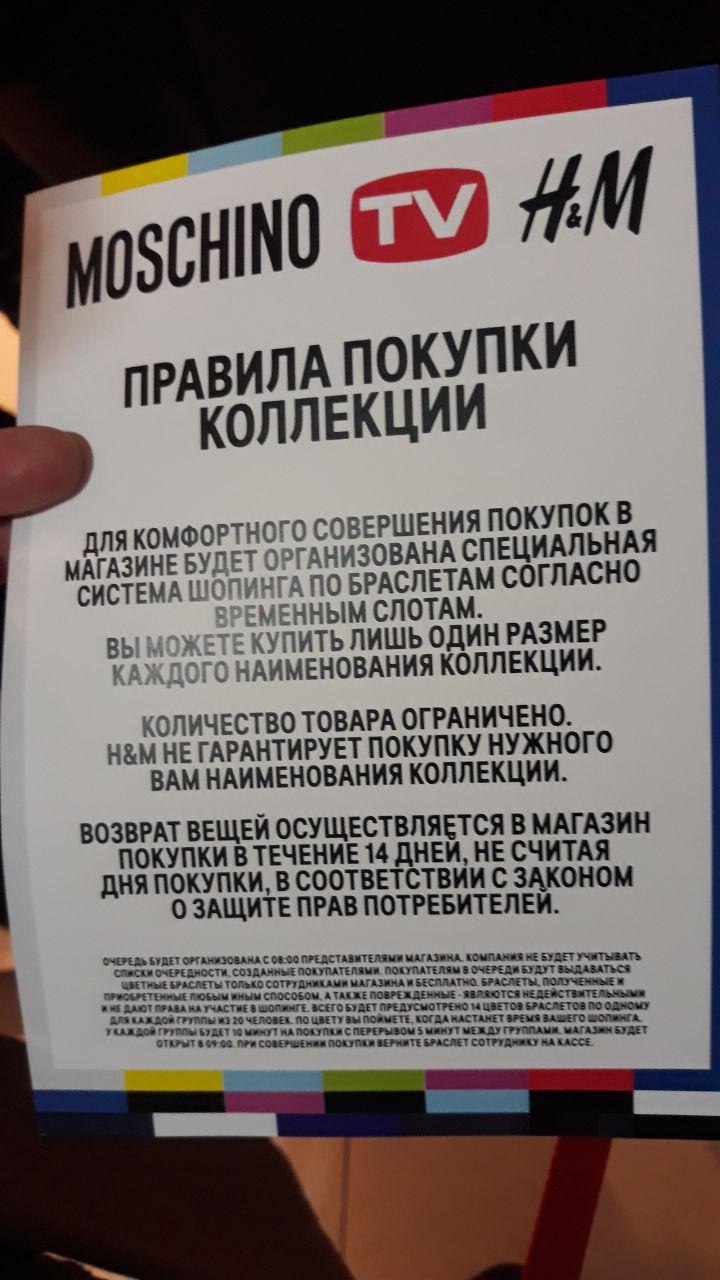 MOSCHINO TV H&M
ПРАВИЛА ПОКУПКИ
КОЛЛЕКЦИИ
ДЛЯ КОМФОРТНОГО СОВЕРШЕНИЯ ПОКУПОК В
МАГАЗИНЕ БУДЕТ ОРГАНИЗОВАНА СПЕЦИАЛЬНАЯ
СИСТЕМА ШОПИНГА ПО БРАСЛЕТАМ СОГЛАСНО
ВРЕМЕННЫМ СЛОТАМ.
ВЫ МОЖЕТЕ КУПИТЬ ЛИШЬ ОДИН РАЗМЕР
КАЖДОГО НАИМЕНОВАНИЯ КОЛЛЕКЦИИ.
КОЛИЧЕСТВО ТОВАРА ОГРАНИЧЕНО.
H&M НЕ ГАРАНТИРУЕТ ПОКУПКУ НУЖНОГО
ВАМ НАИМЕНОВАНИЯ КОЛЛЕКЦИИ.
ВОЗВРАТ ВЕЩЕЙ ОСУЩЕСТВЛЯЕТСЯ В МАГАЗИН
ПОКУПКИ В ТЕЧЕНИЕ 14 ДНЕЙ, НЕ СЧИТАЯ
ДНЯ ПОКУПКИ, В СООТВЕТСТВИИ С ЗАКОНОМ
О ЗАЩИТЕ ПРАВ ПОТРЕБИТЕЛЕЙ.
ОЧЕРЕДЬ БУДЕТ ОРГАНИЗОВАНА С 08:00 ПРЕДСТАВИТЕЛЯМИ МАГАЗИНА. КОМПАНИЯ НЕ БУДЕТ УЧИТЫВАТЬ
СПИСКИ ОЧЕРЕДНОСТИ, СОЗДАННЫЕ ПОКУПАТЕЛЯМИ. ПОКУПАТЕЛЯМ В ОЧЕРЕДИ БУДУТ ВЫДАВАТЬСЯ
ЦВЕТНЫЕ БРАСЛЕТЫ ТОЛЬКО СОТРУДНИКАМИ МАГАЗИНА И БЕСПЛАТНО. БРАСЛЕТЫ, ПОЛУЧЕННЫЕ И
ПРИОБРЕТЕННЫЕ ЛЮБЫМ ИНЫМ СПОСОБОМ, А ТАКЖЕ ПОВРЕЖДЕННЫЕ - ЯВЛЯЮТСЯ НЕДЕЙСТВИТЕЛЬНЫМИ
И НЕ ДАЮТ ПРАВА НА УЧАСТИЕ В ШОПИНГЕ. ВСЕГО БУДЕТ ПРЕДУСМОТРЕНО 14 ЦВЕТОВ БРАСЛЕТОВ ПО ОДНОМУ
ДЛЯ КАЖДОЙ ГРУППЫ ИЗ 20 ЧЕЛОВЕК. ПО ЦВЕТУ ВЫ ПОЙМЕТЕ, КОГДА НАСТАНЕТ ВРЕМЯ ВАШЕГО ШОПИНГА.
У КАЖДОЙ ГРУППЫ БУДЕТ 10 МИНУТ НА ПОКУПКИ С ПЕРЕРЫВОМ 5 МИНУТ МЕЖДУ ГРУППАМИ. МАГАЗИН БУДЕТ
ОТКРЫТ В 09:00. ПРИ СОВЕРШЕНИИ ПОКУПКИ ВЕРНИТЕ БРАСЛЕТ СОТРУДНИКУ НА КАССЕ.